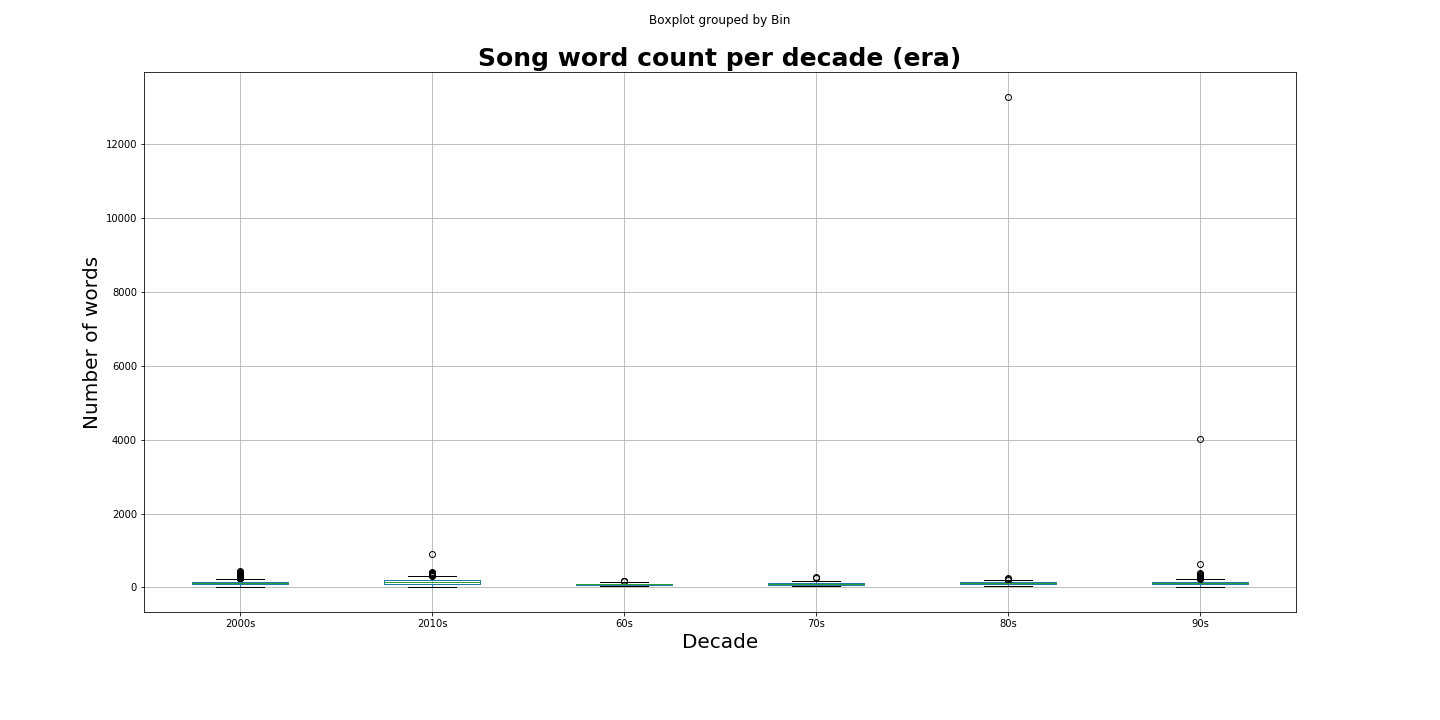 Boxplot grouped by Bin
Song word count per decade (era)
12000
10000
8000
6000
4000
2000
0
Number of words
2000s 2010s 60s 70s 80s 90s
Decade